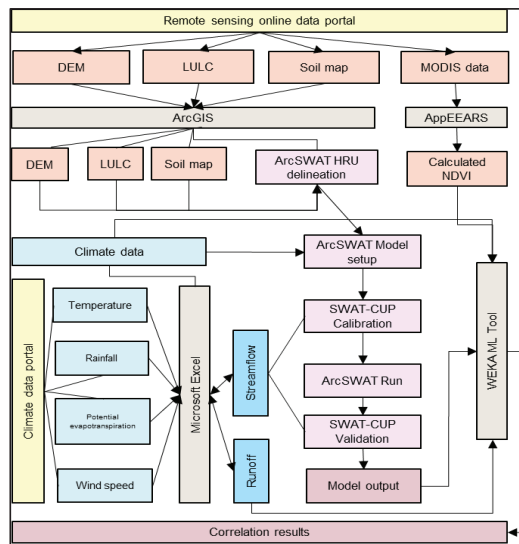 Remote sensing online data portal
DEM
LULC
Soil map
MODIS data
ArcGIS
AppEEARS
DEM
LULC
Soil map
ArcSWAT HRU
delineation
Calculated
NDVI
Climate data
ArcSWAT Model
setup
Climate data portal
Temperature
Rainfall
Potential
evapotranspiration
Wind speed
Microsoft Excel
Streamflow
Runoff
SWAT-CUP
Calibration
ArcSWAT Run
SWAT-CUP
Validation
Model output
WEKA ML Tool
Correlation results